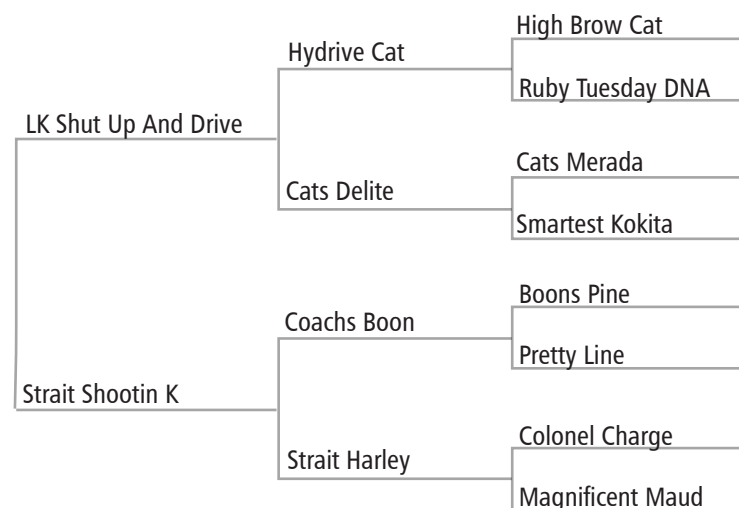 High Brow Cat
Hydrive Cat
Ruby Tuesday DNA
LK Shut Up And Drive
Cats Merada
Cats Delite
Smartest Kokita
Boons Pine
Coachs Boon
Pretty Line
Strait Shootin K
Colonel Charge
Strait Harley
Magnificent Maud